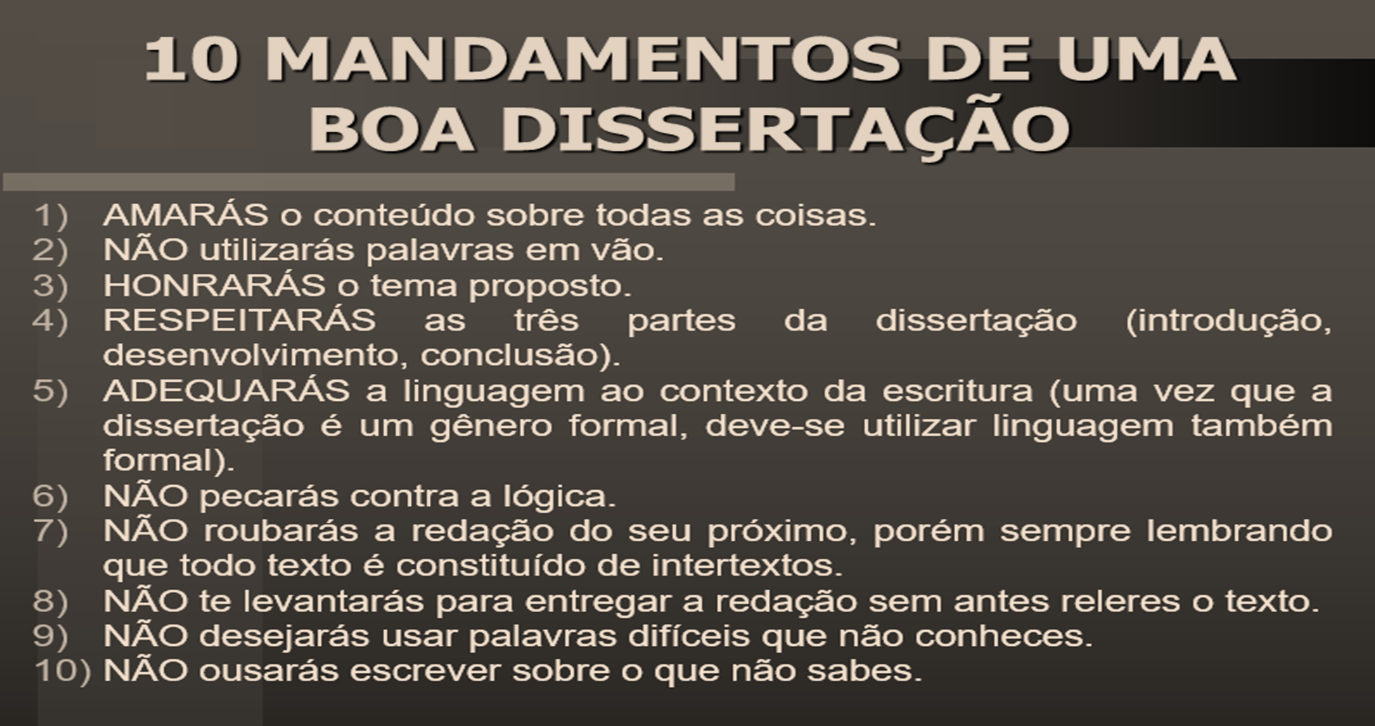 10 MANDAMENTOS DE UMA
BOA DISSERTAÇÃO
1) AMARÁS o conteúdo sobre todas as coisas.
2) NÃO utilizarás palavras em vão.
3) HONRARÁS o tema proposto.
4) RESPEITARÁS as três partes da dissertação (introdução,
desenvolvimento, conclusão).
5) ADEQUARÁS a linguagem ao contexto da escritura (uma vez que a
dissertação é um gênero formal, deve-se utilizar linguagem também
formal).
6) NÃO pecarás contra a lógica.
7) NÃO roubarás a redação do seu próximo, porém sempre lembrando
que todo texto é constituído de intertextos.
8) NÃO te levantarás para entregar a redação sem antes releres o texto.
9) NÃO desejarás usar palavras difíceis que não conheces.
10) NÃO ousarás escrever sobre o que não sabes.